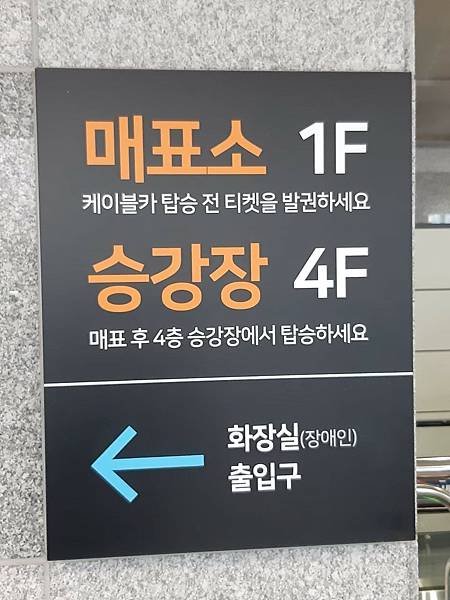 매표소 1F
케이블카 탑승 전 티켓을 발권하세요
승강장 4F
매표 후 4층 승강장에서 탑승하세요
화장실(장애인)
출입구